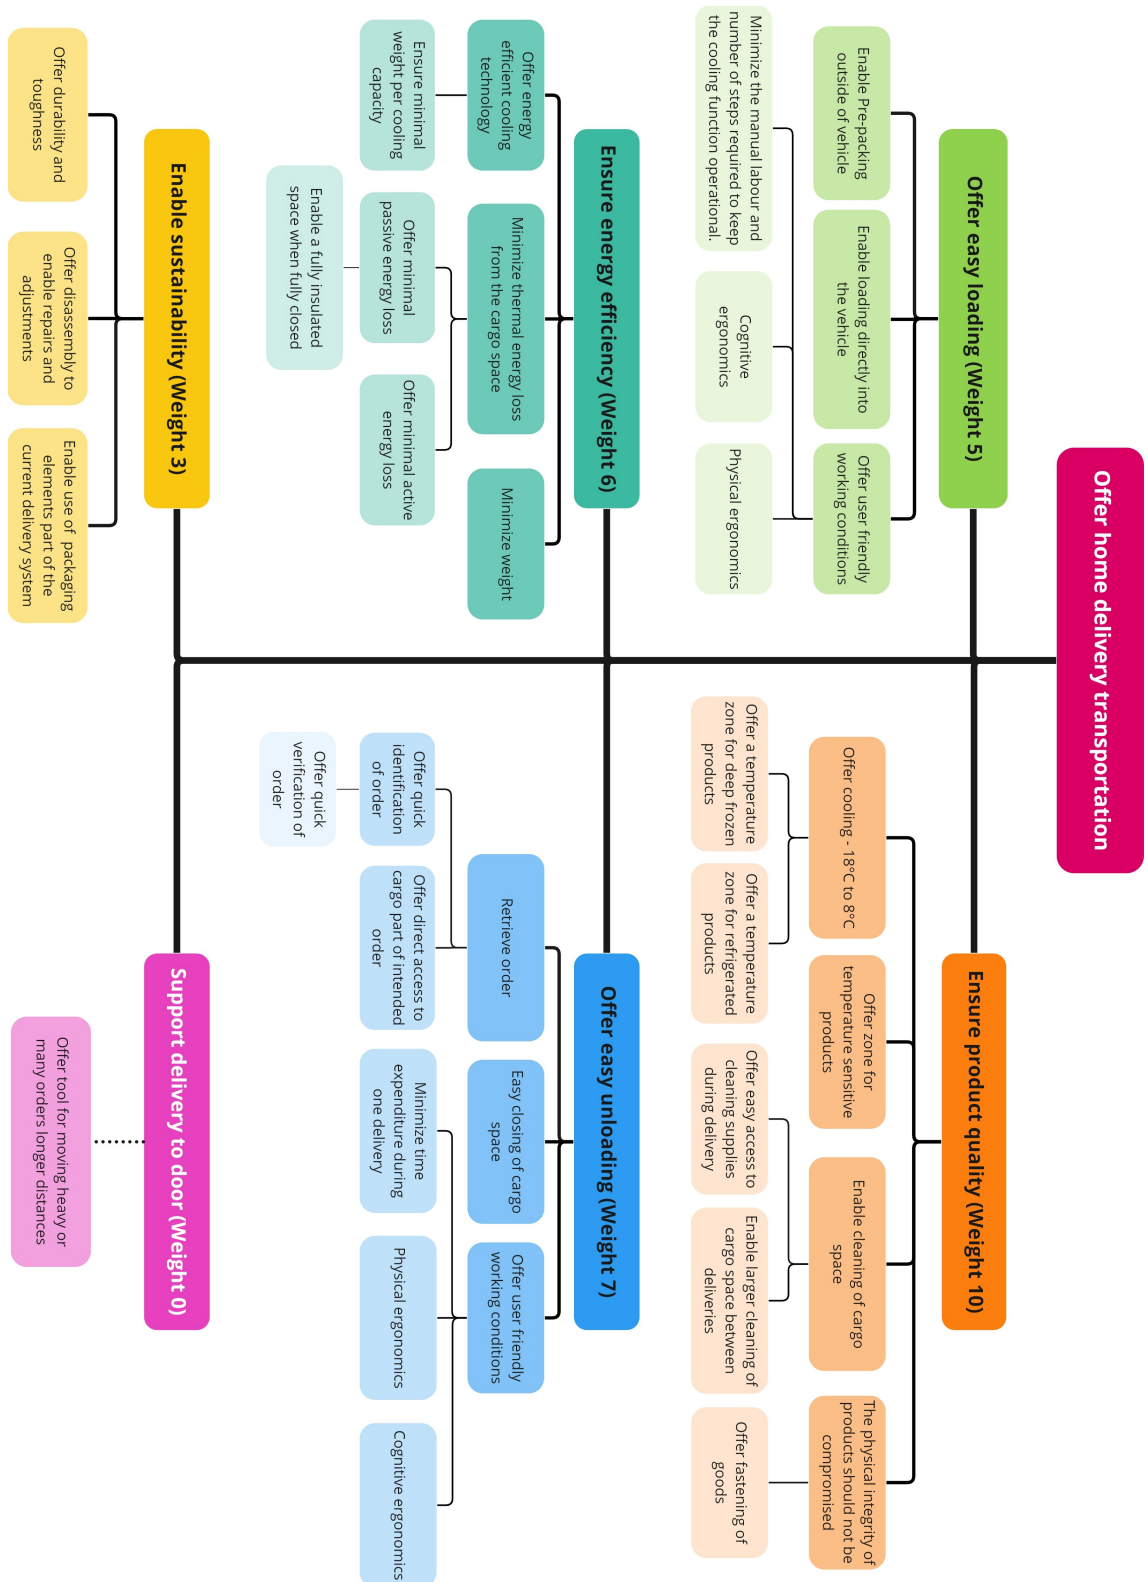 Offer home delivery transportation
Offer easy loading (Weight 5)
Enable Pre-packing
outside of vehicle
Enable loading directly into
the vehicle
Offer user friendly
working conditions
Minimize the manual labour and
number of steps required to keep
the cooling function operational.
Cognitive
ergonomics
Physical ergonomics
Ensure product quality (Weight 10)
Offer cooling - 18°C to 8°C
Offer zone for
temperature sensitive
products
Enable cleaning of cargo
space
The physical integrity of
products should not be
compromised
Offer a temperature
zone for deep frozen
products
Offer a temperature
zone for refrigerated
products
Offer easy access to
cleaning supplies
during delivery
Enable larger cleaning of
cargo space between
deliveries
Offer fastening of
goods
Ensure energy efficiency (Weight 6)
Offer energy
efficient cooling
technology
Minimize thermal energy loss
from the cargo space
Minimize weight
Ensure minimal
weight per cooling
capacity
Offer minimal
passive energy loss
Offer minimal active
energy loss
Enable a fully insulated
space when fully closed
Offer easy unloading (Weight 7)
Retrieve order
Easy closing of cargo
space
Offer user friendly
working conditions
Offer quick
identification
of order
Offer direct access to
cargo part of intended
order
Minimize time
expenditure during
one delivery
Physical ergonomics
Cognitive ergonomics
Offer quick
verification of
order
Enable sustainability (Weight 3)
Offer durability and
toughness
Offer disassembly to
enable repairs and
adjustments
Enable use of packaging
elements part of the
current delivery system
Support delivery to door (Weight 0)
Offer tool for moving heavy or
many orders longer distances